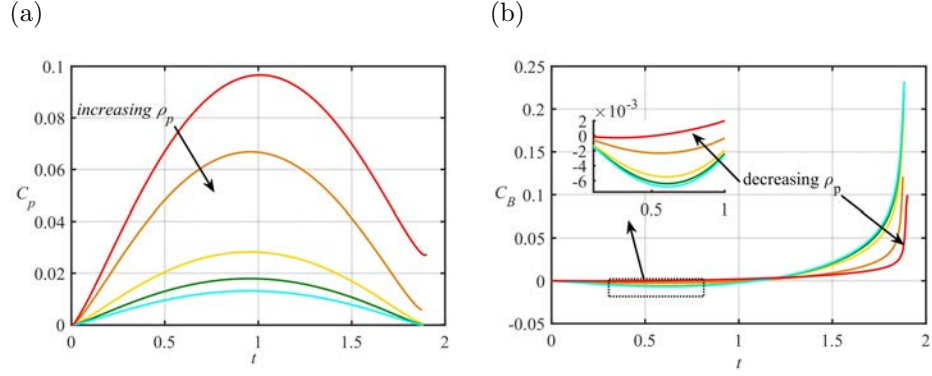 (a)
(b)
0.1
0.08
0.06
0.04
0.02
0
C_p
increasing ρ_p
0 0.5 1 1.5 2
t
0.25
0.2
0.15
0.1
0.05
0
-0.05
C_B
×10^-3
2
0
-2
-4
-6
0.5 1
decreasing ρ_p
0 0.5 1 1.5 2
t